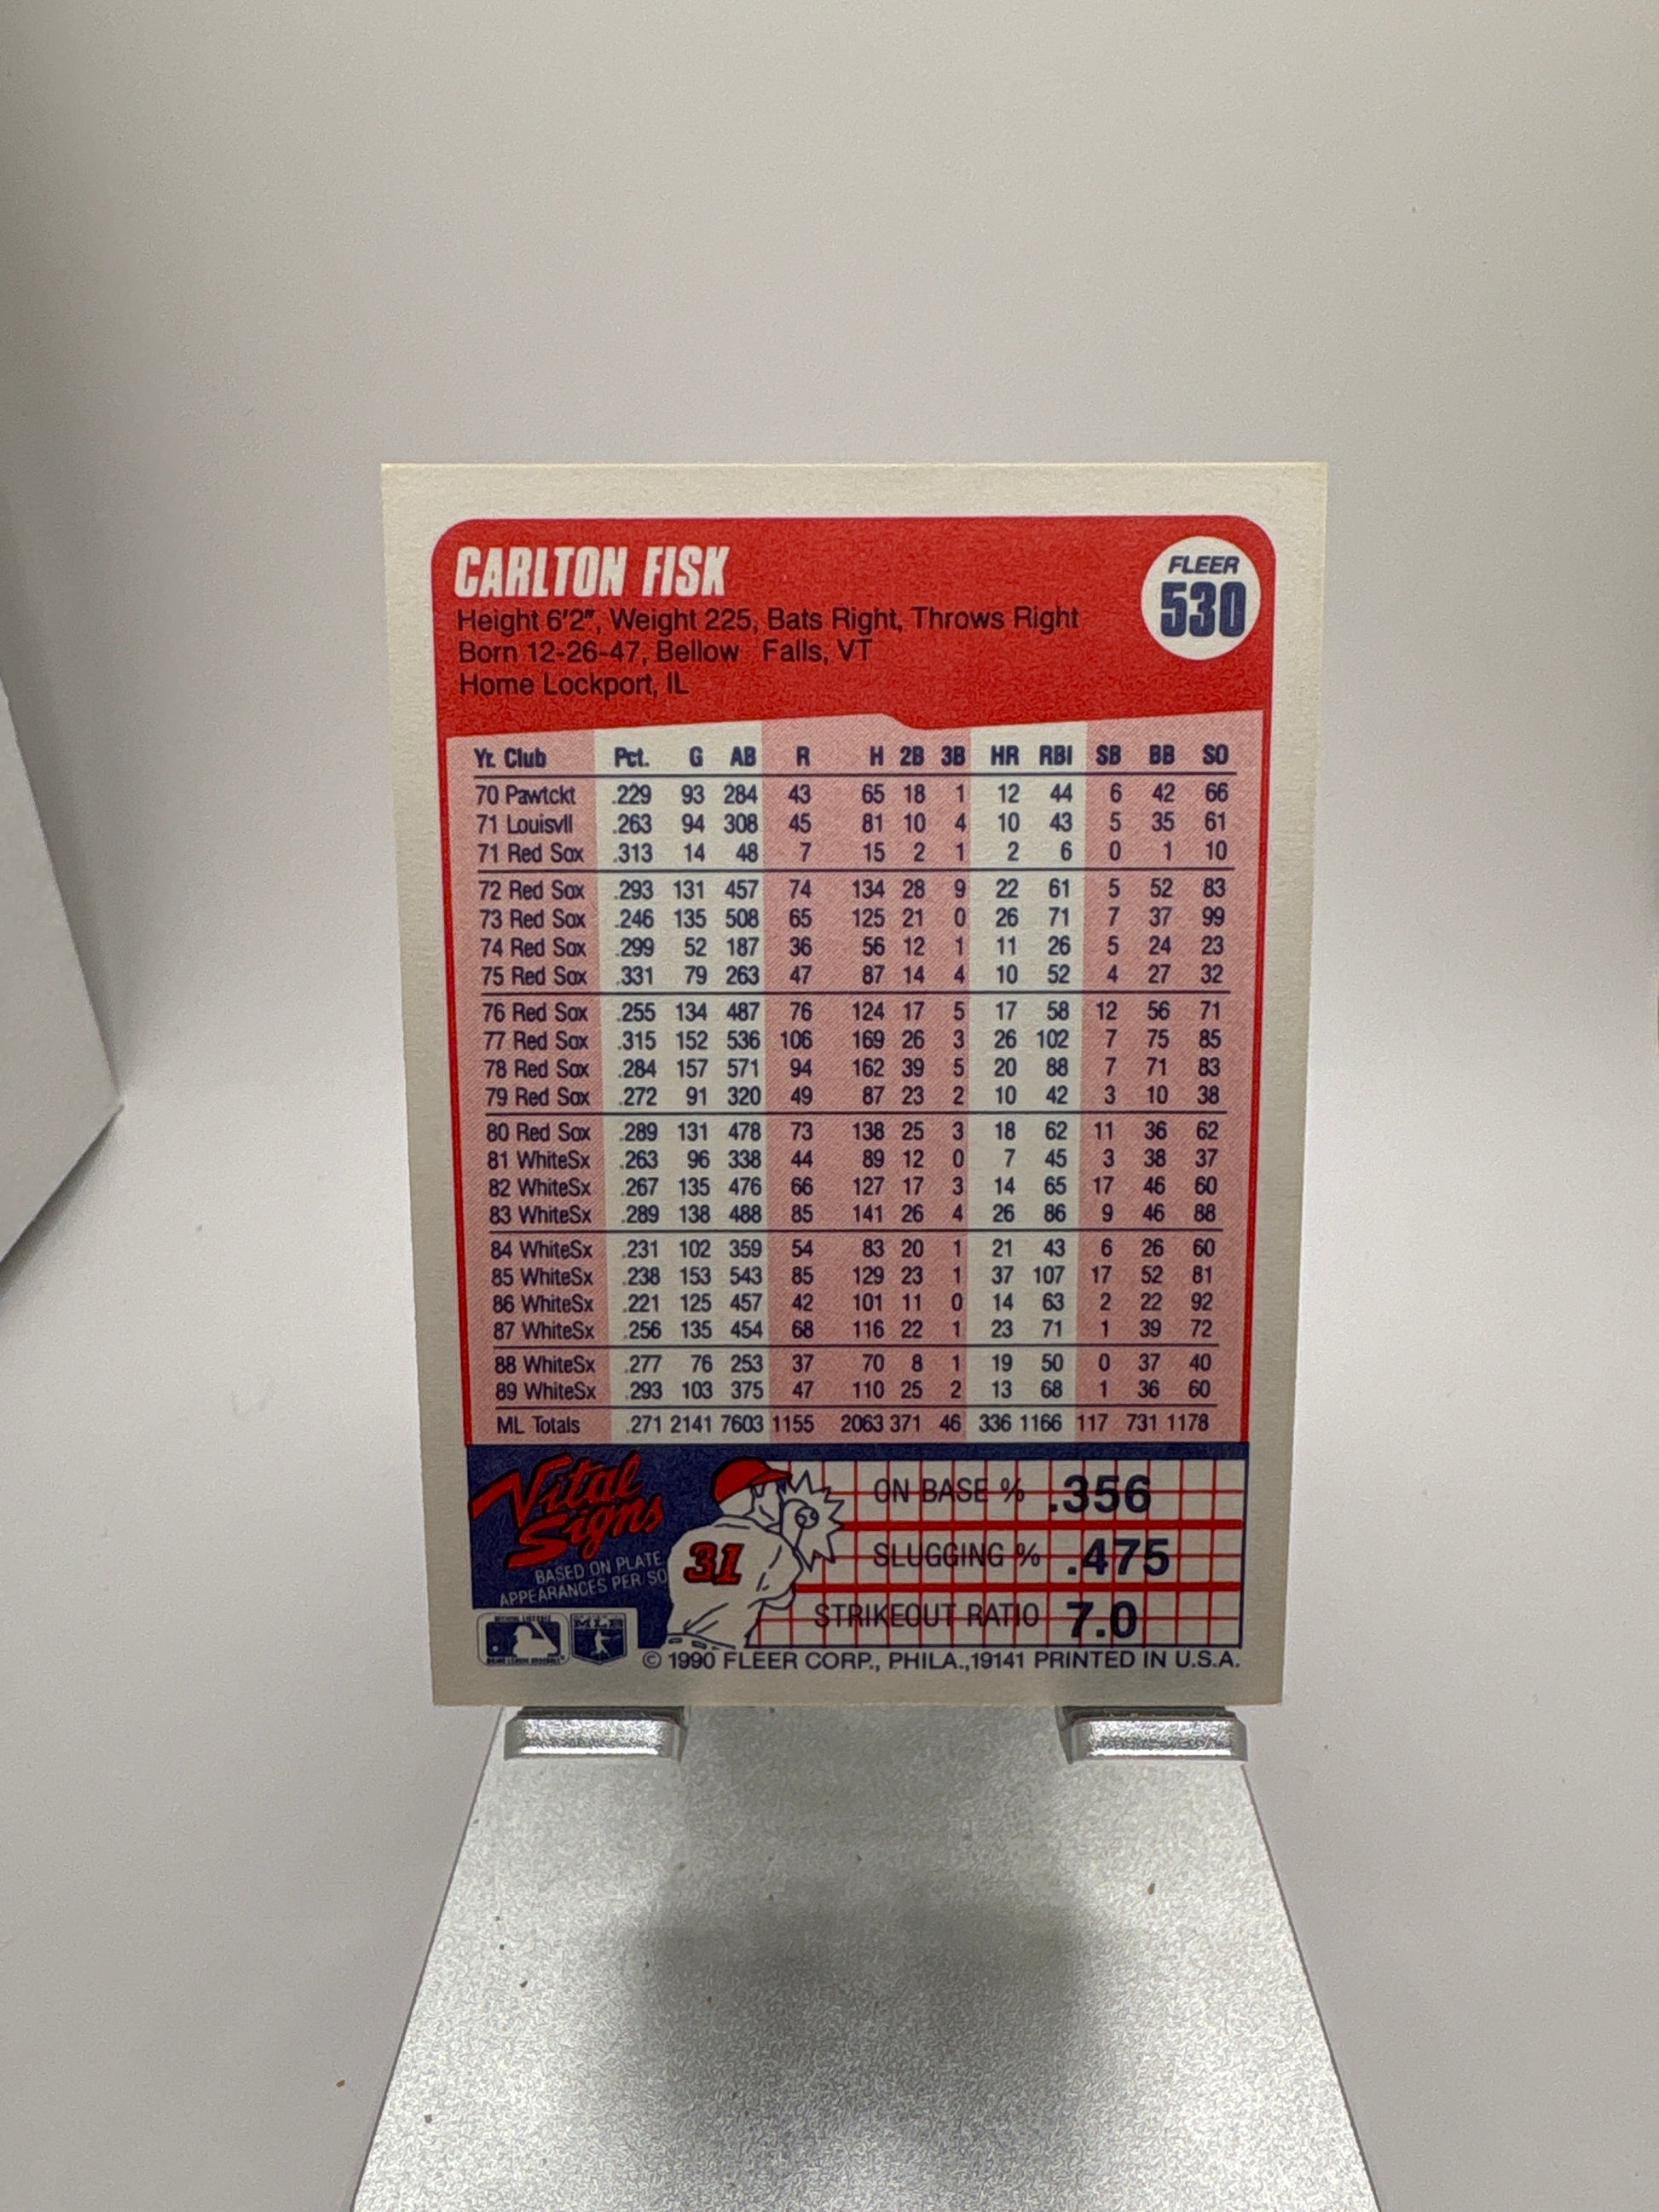 CARLTON FISK
FLEER
530
Height 6'2", Weight 225, Bats Right, Throws Right
Born 12-26-47, Bellow Falls, VT
Home Lockport, IL
Yr. Club Pct. G AB R H 2B 3B HR RBI SB BB SO
70 Pawtckt .229 93 284 43 65 18 1 12 44 6 42 66
71 Louisvll .263 94 308 45 81 10 4 10 43 5 35 61
71 Red Sox .313 14 48 7 15 2 1 2 6 0 1 10
72 Red Sox .293 131 457 74 134 28 9 22 61 5 52 83
73 Red Sox .246 135 508 65 125 21 0 26 71 7 37 99
74 Red Sox .299 52 187 36 56 12 1 11 26 5 24 23
75 Red Sox .331 79 263 47 87 14 4 10 52 4 27 32
76 Red Sox .255 134 487 76 124 17 5 17 58 12 56 71
77 Red Sox .315 152 536 106 169 26 3 26 102 7 75 85
78 Red Sox .284 157 571 94 162 39 5 20 88 7 71 83
79 Red Sox .272 91 320 49 87 23 2 10 42 3 10 38
80 Red Sox .289 131 478 73 138 25 3 18 62 11 36 62
81 WhiteSx .263 96 338 44 89 12 0 7 45 3 38 37
82 WhiteSx .267 135 476 66 127 17 3 14 65 17 46 60
83 WhiteSx .289 138 488 85 141 26 4 26 86 9 46 88
84 WhiteSx .231 102 359 54 83 20 1 21 43 6 26 60
85 WhiteSx .238 153 543 85 129 23 1 37 107 17 52 81
86 WhiteSx .221 125 457 42 101 11 0 14 63 2 22 92
87 WhiteSx .256 135 454 68 116 22 1 23 71 1 39 72
88 WhiteSx .277 76 253 37 70 8 1 19 50 0 37 40
89 WhiteSx .293 103 375 47 110 25 2 13 68 1 36 60
ML Totals .271 2141 7603 1155 2063 371 46 336 1166 117 731 1178
Vital Signs
BASED ON PLATE
APPEARANCES PER SO
31
ON BASE % .356
SLUGGING % .475
STRIKEOUT RATIO 7.0
MLB
© 1990 FLEER CORP., PHILA.,19141 PRINTED IN U.S.A.